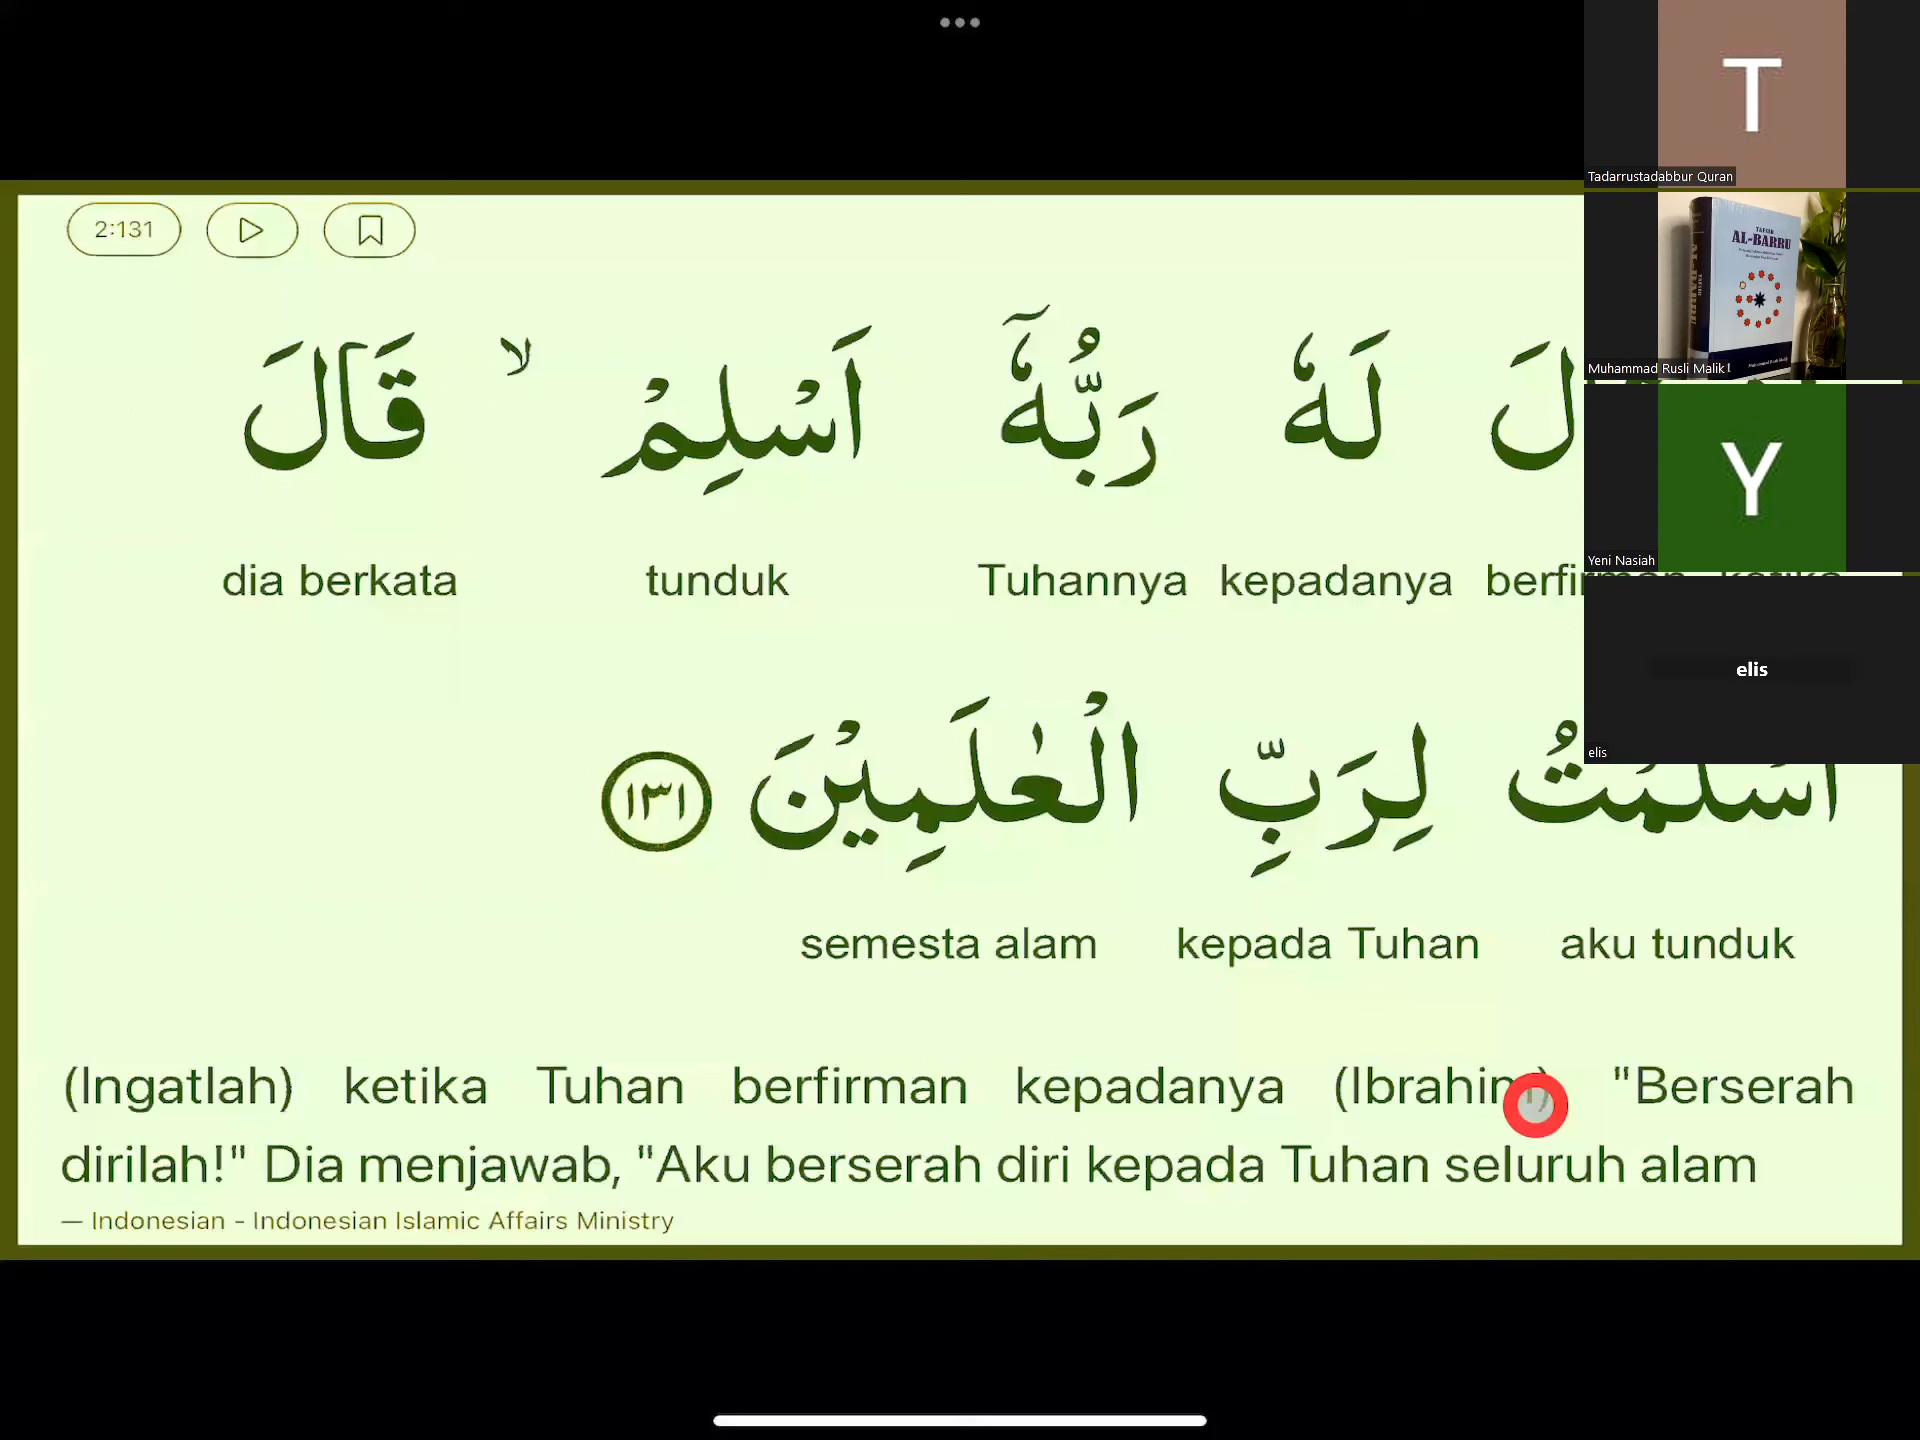 2:131
لَ لَهٗ رَبُّهٗٓ اَسْلِمْ ۙ قَالَ
dia berkata tunduk Tuhannya kepadanya
اَسْلَمْتُ لِرَبِّ الْعٰلَمِيْنَ ١٣١
semesta alam kepada Tuhan aku tunduk
(Ingatlah) ketika Tuhan berfirman kepadanya (Ibrahim) "Berserah
dirilah!" Dia menjawab, "Aku berserah diri kepada Tuhan seluruh alam
— Indonesian - Indonesian Islamic Affairs Ministry
T
Tadarrustadabbur Quran
TAFSIR
AL-BARRU
Muhammad Rusli Malik
Y
Yeni Nasiah
elis
elis